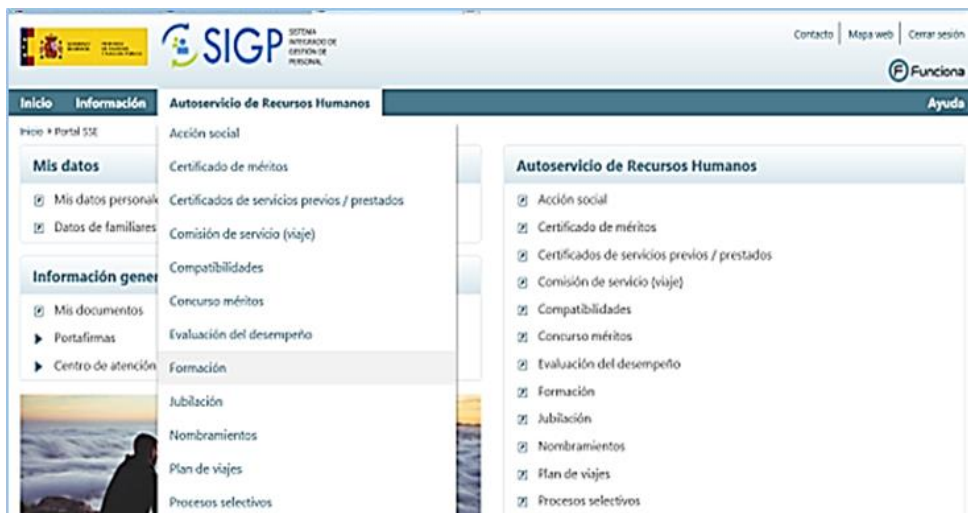 SIGP
SISTEMA
INTEGRADO DE
GESTIÓN DE
PERSONAL
Contacto | Mapa web | Cerrar sesión
Funciona
Inicio Información Autoservicio de Recursos Humanos Ayuda
Inicio Portal SSE
Mis datos
Mis datos personale
Datos de familiares
Información gener
Mis documentos
Portafirmas
Centro de atención
Acción social
Certificado de méritos
Certificados de servicios previos / prestados
Comisión de servicio (viaje)
Compatibilidades
Concurso méritos
Evaluación del desempeño
Formación
Jubilación
Nombramientos
Plan de viajes
Procesos selectivos
Autoservicio de Recursos Humanos
Acción social
Certificado de méritos
Certificados de servicios previos / prestados
Comisión de servicio (viaje)
Compatibilidades
Concurso méritos
Evaluación del desempeño
Formación
Jubilación
Nombramientos
Plan de viajes
Procesos selectivos